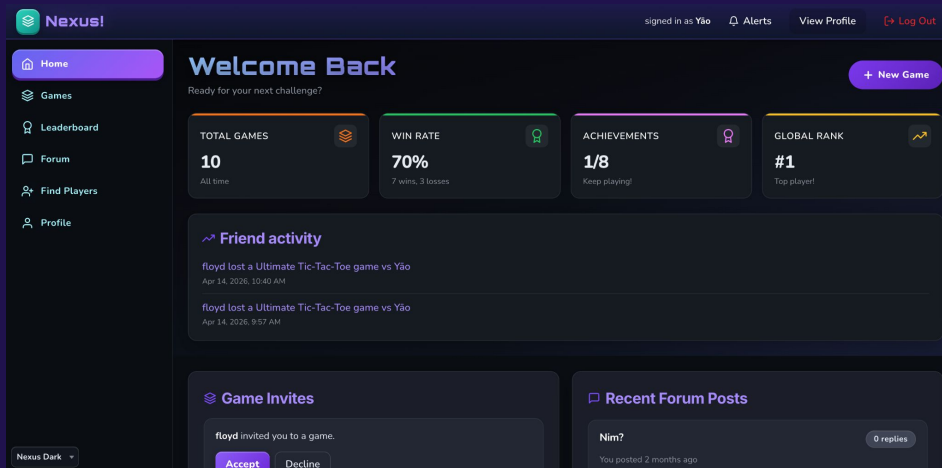 Nexus!
signed in as Yāo
Alerts
View Profile
Log Out
Home
Games
Leaderboard
Forum
Find Players
Profile
Nexus Dark
Welcome Back
Ready for your next challenge?
+ New Game
TOTAL GAMES
10
All time
WIN RATE
70%
7 wins, 3 losses
ACHIEVEMENTS
1/8
Keep playing!
GLOBAL RANK
#1
Top player!
Friend activity
floyd lost a Ultimate Tic-Tac-Toe game vs Yāo
Apr 14, 2026, 10:40 AM
floyd lost a Ultimate Tic-Tac-Toe game vs Yāo
Apr 14, 2026, 9:57 AM
Game Invites
floyd invited you to a game.
Accept
Decline
Recent Forum Posts
Nim?
0 replies
You posted 2 months ago